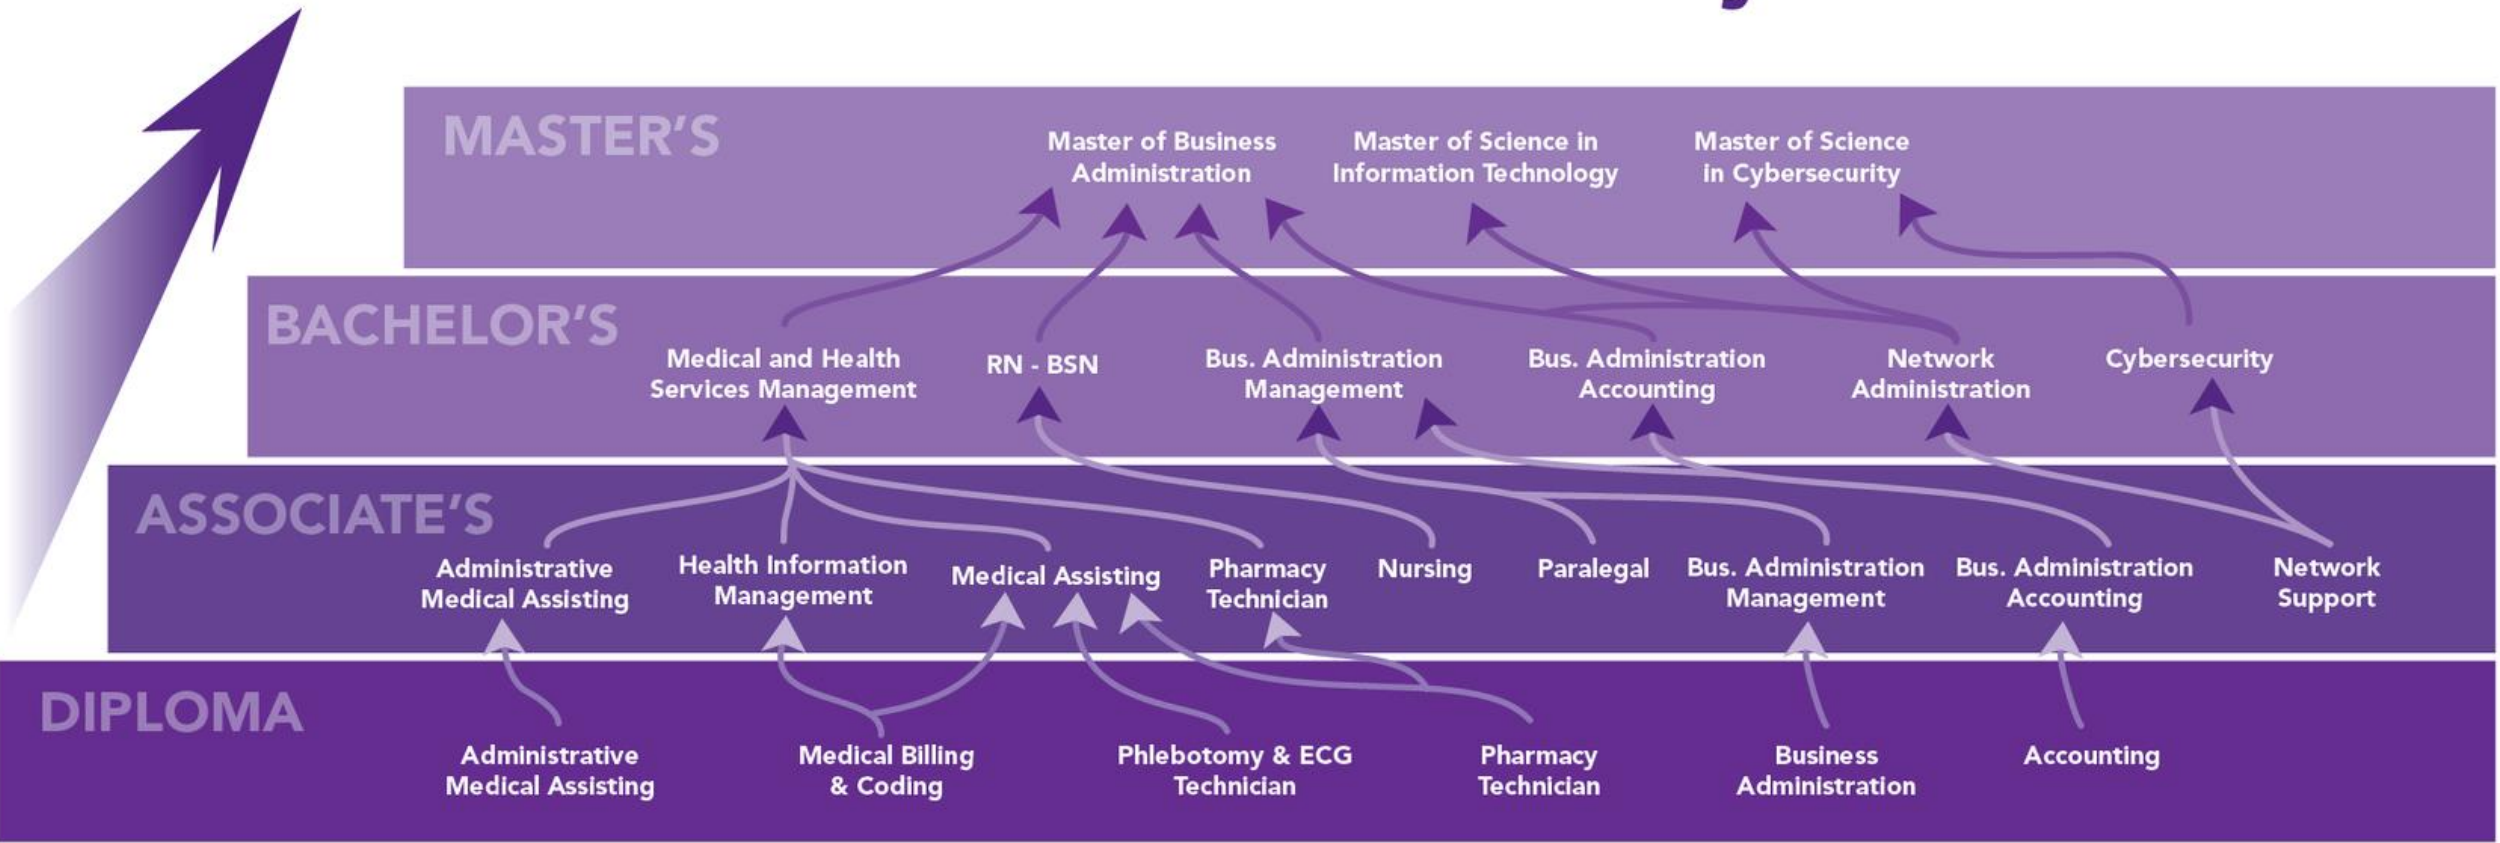 MASTER'S
Master of Business
Administration
Master of Science in
Information Technology
Master of Science
in Cybersecurity
BACHELOR'S
Medical and Health
Services Management
RN - BSN
Bus. Administration
Management
Bus. Administration
Accounting
Network
Administration
Cybersecurity
ASSOCIATE'S
Administrative
Medical Assisting
Health Information
Management
Medical Assisting
Pharmacy
Technician
Nursing
Paralegal
Bus. Administration
Management
Bus. Administration
Accounting
Network
Support
DIPLOMA
Administrative
Medical Assisting
Medical Billing
& Coding
Phlebotomy & ECG
Technician
Pharmacy
Technician
Business
Administration
Accounting